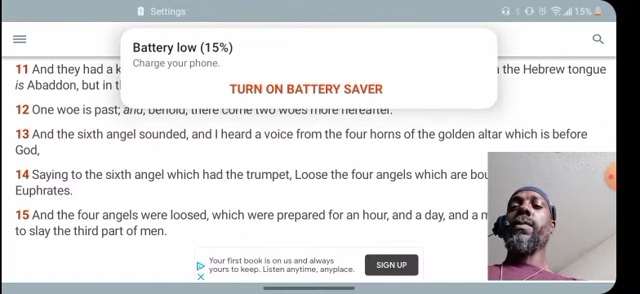 Settings
15%
Battery low (15%)
Charge your phone.
TURN ON BATTERY SAVER
11 And they had a k the Hebrew tongue
is Abaddon, but in t
12 One woe is past; and, behold, there come two woes more hereafter.
13 And the sixth angel sounded, and I heard a voice from the four horns of the golden altar which is before
God,
14 Saying to the sixth angel which had the trumpet, Loose the four angels which are bou
Euphrates.
15 And the four angels were loosed, which were prepared for an hour, and a day, and a m
to slay the third part of men.
Your first book is on us and always
yours to keep. Listen anytime, anyplace.
SIGN UP